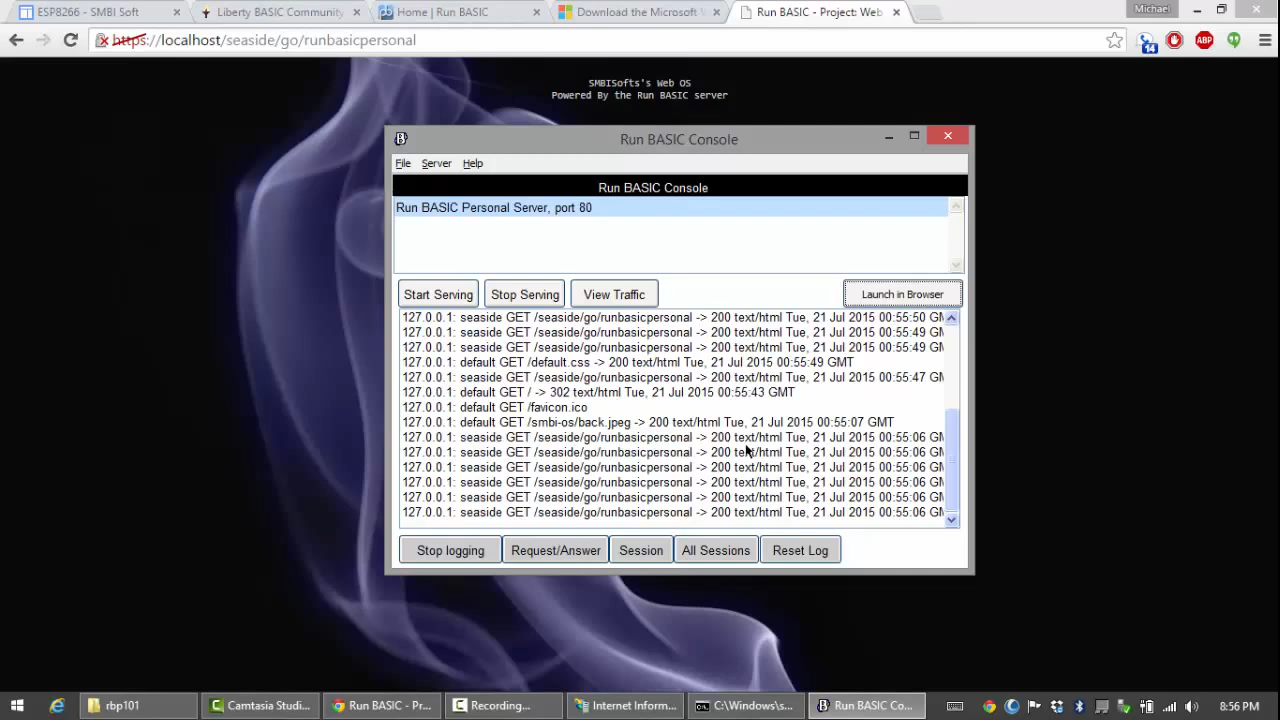 ESP8266 - SMBI Soft
Liberty BASIC Community
Home | Run BASIC
Download the Microsoft
Run BASIC - Project: Web
Michael
https://localhost/seaside/go/runbasicpersonal
14
ABP
SMBISofts's Web OS
Powered By the Run BASIC server
Run BASIC Console
File Server Help
Run BASIC Console
Run BASIC Personal Server, port 80
Start Serving Stop Serving View Traffic Launch in Browser
127.0.0.1: seaside GET /seaside/go/runbasicpersonal -> 200 text/html Tue, 21 Jul 2015 00:55:50 GM
127.0.0.1: seaside GET /seaside/go/runbasicpersonal -> 200 text/html Tue, 21 Jul 2015 00:55:49 GM
127.0.0.1: seaside GET /seaside/go/runbasicpersonal -> 200 text/html Tue, 21 Jul 2015 00:55:49 GM
127.0.0.1: default GET /default.css -> 200 text/html Tue, 21 Jul 2015 00:55:49 GMT
127.0.0.1: seaside GET /seaside/go/runbasicpersonal -> 200 text/html Tue, 21 Jul 2015 00:55:47 GM
127.0.0.1: default GET / -> 302 text/html Tue, 21 Jul 2015 00:55:43 GMT
127.0.0.1: default GET /favicon.ico
127.0.0.1: default GET /smbi-os/back.jpeg -> 200 text/html Tue, 21 Jul 2015 00:55:07 GMT
127.0.0.1: seaside GET /seaside/go/runbasicpersonal -> 200 text/html Tue, 21 Jul 2015 00:55:06 GM
127.0.0.1: seaside GET /seaside/go/runbasicpersonal -> 200 text/html Tue, 21 Jul 2015 00:55:06 GM
127.0.0.1: seaside GET /seaside/go/runbasicpersonal -> 200 text/html Tue, 21 Jul 2015 00:55:06 GM
127.0.0.1: seaside GET /seaside/go/runbasicpersonal -> 200 text/html Tue, 21 Jul 2015 00:55:06 GM
127.0.0.1: seaside GET /seaside/go/runbasicpersonal -> 200 text/html Tue, 21 Jul 2015 00:55:06 GM
127.0.0.1: seaside GET /seaside/go/runbasicpersonal -> 200 text/html Tue, 21 Jul 2015 00:55:06 GM
Stop logging Request/Answer Session All Sessions Reset Log
rbp101
Camtasia Studi...
Run BASIC - Pr...
Recording...
Internet Inform...
C:\Windows\s...
Run BASIC Co...
8:56 PM